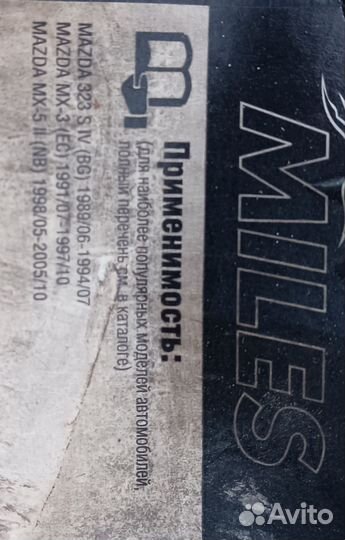 MILES
Применимость:
(для наиболее популярных моделей автомобилей,
полный перечень см. в каталоге)
MAZDA 323 S IV (BG) 1989/06-1994/07
MAZDA MX-3 (EC) 1991/07-1997/10
MAZDA MX-5 II (NB) 1998/05-2005/10
Avito